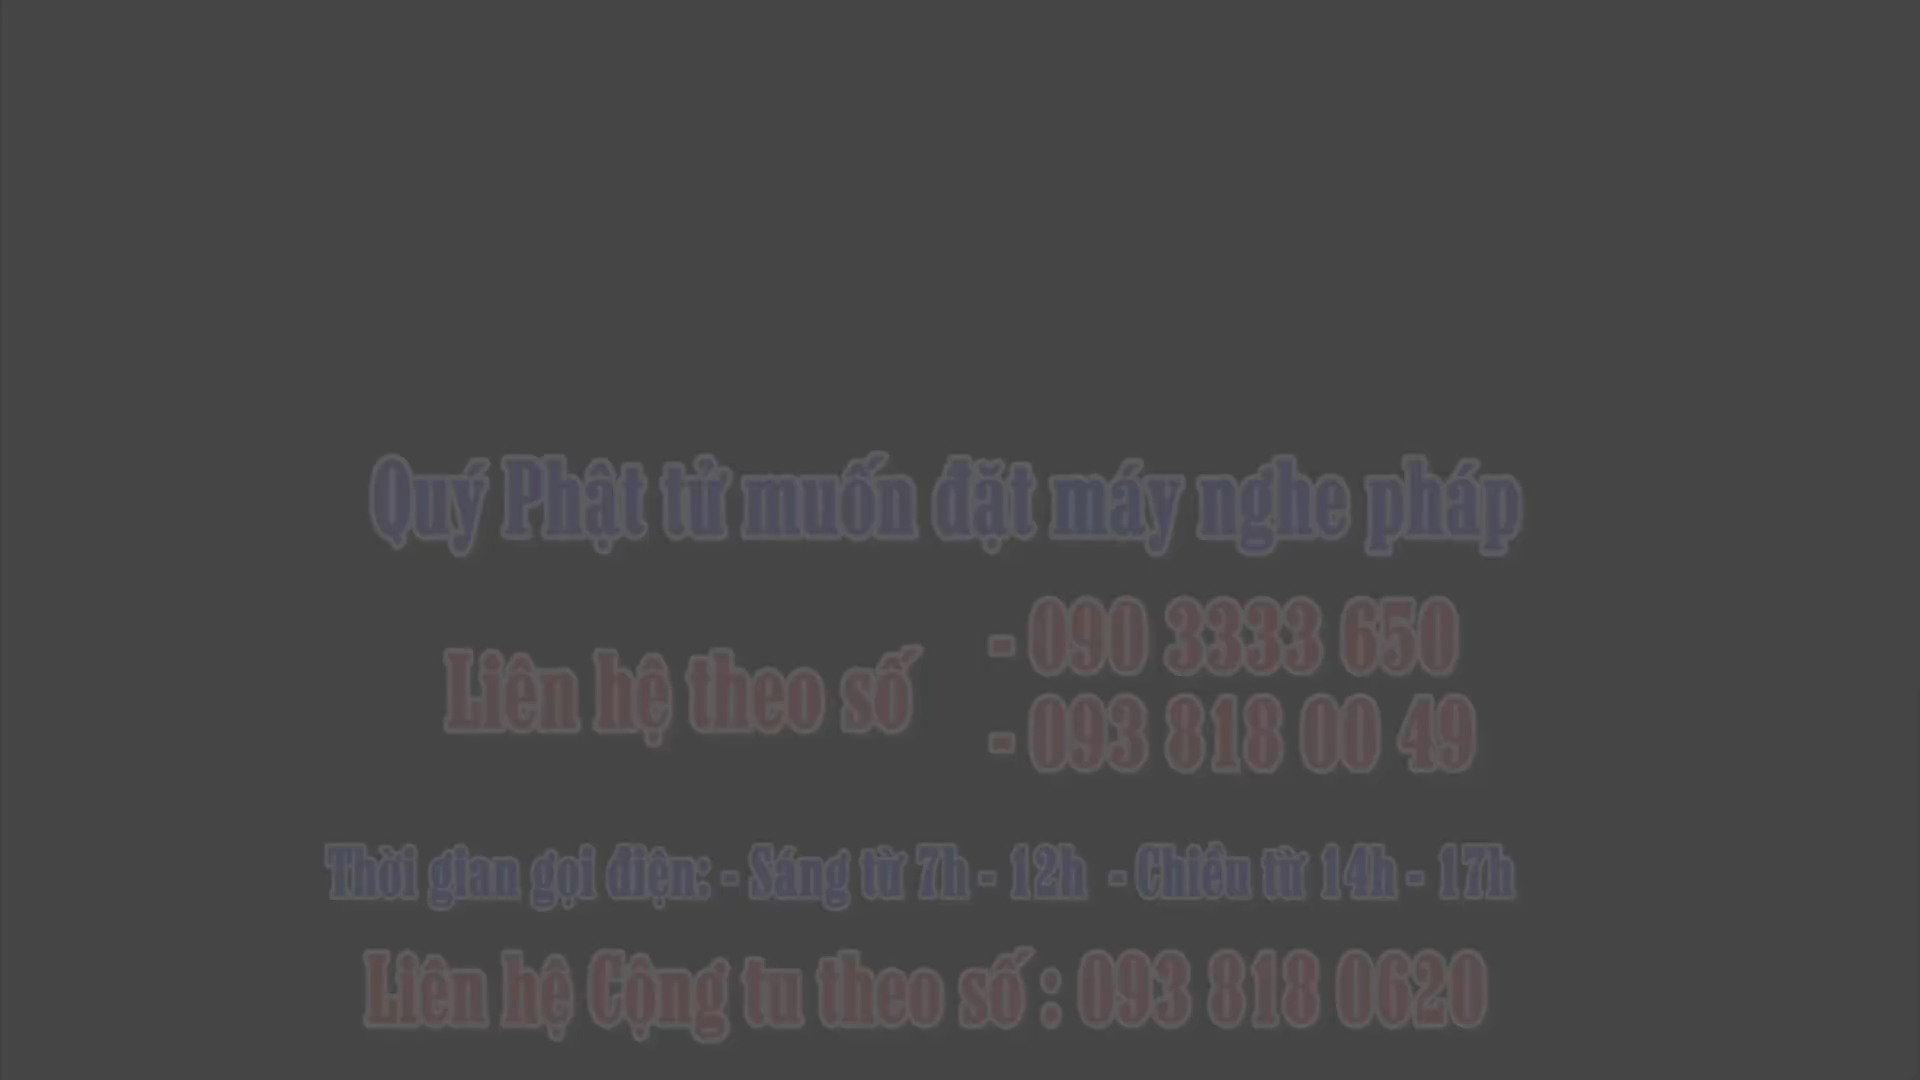 Quý Phật tử muốn đặt máy nghe pháp
Liên hệ theo số
- 090 3333 650
- 093 818 00 49
Thời gian gọi điện: - Sáng từ 7h - 12h - Chiều từ 14h - 17h
Liên hệ Cộng tu theo số : 093 818 0620